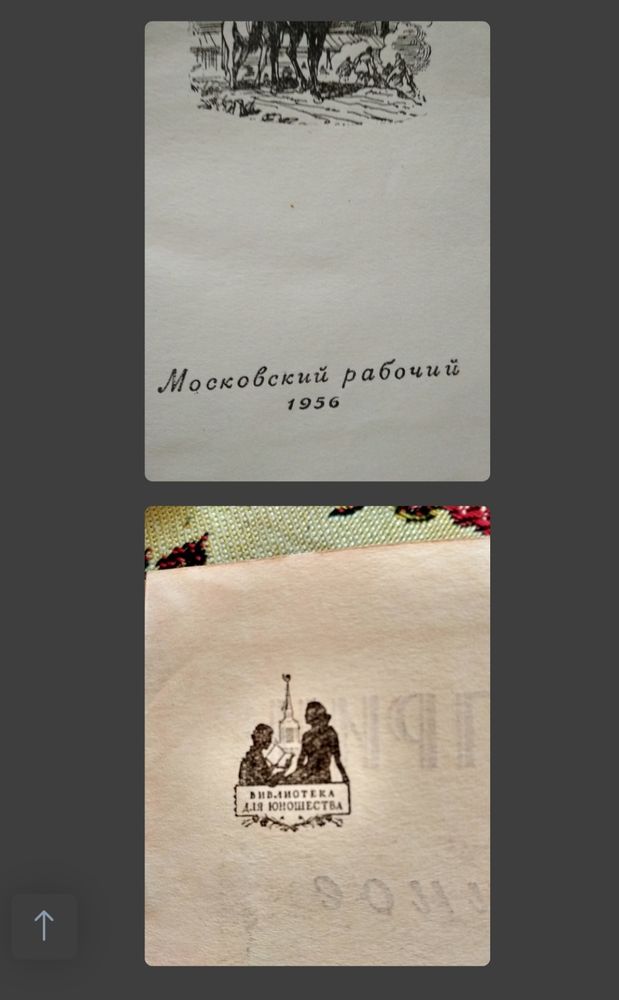 Московский рабочий
1956
БИБЛИОТЕКА
ДЛЯ ЮНОШЕСТВА